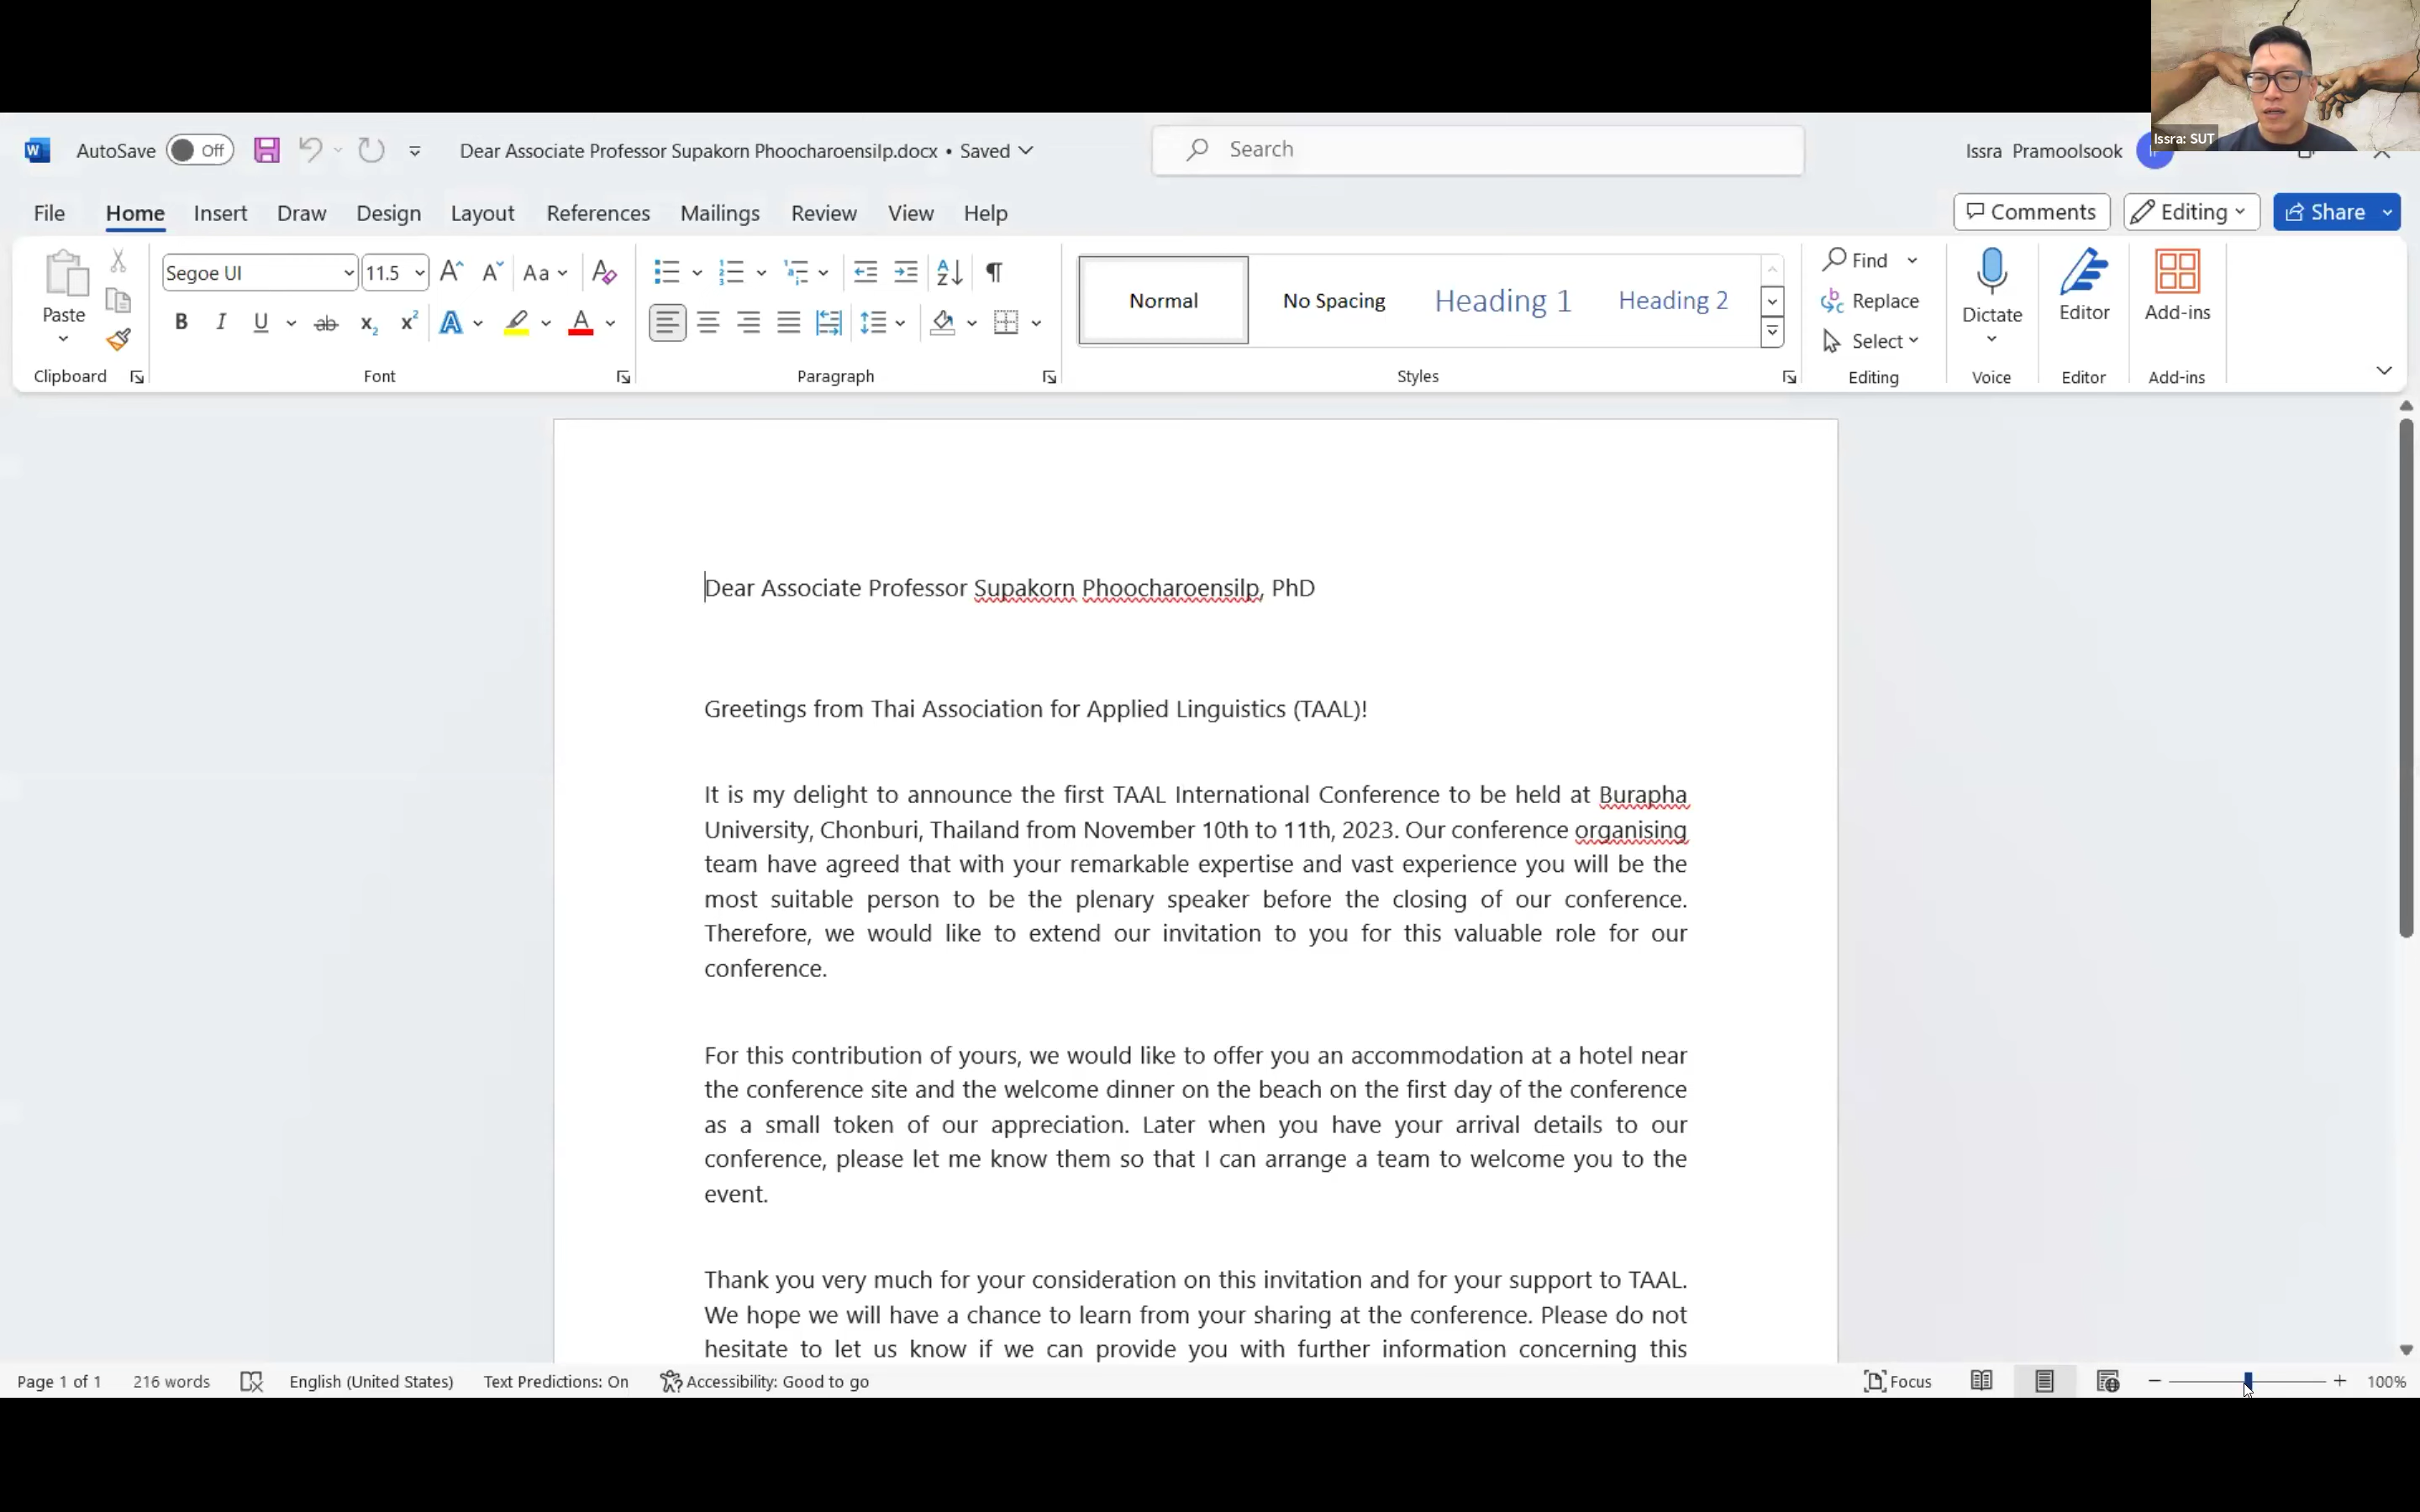 Issra: SUT
AutoSave Off Dear Associate Professor Supakorn Phoocharoensilp.docx • Saved Search Issra Pramoolsook
File Home Insert Draw Design Layout References Mailings Review View Help Comments Editing Share
Paste
Clipboard
Segoe UI 11.5 Aa
B I U ab x₂ x² A A
Font
Paragraph
Normal No Spacing Heading 1 Heading 2
Styles
Find
Replace
Select
Editing
Dictate
Voice
Editor
Editor
Add-ins
Add-ins
Dear Associate Professor Supakorn Phoocharoensilp, PhD
Greetings from Thai Association for Applied Linguistics (TAAL)!
It is my delight to announce the first TAAL International Conference to be held at Burapha
University, Chonburi, Thailand from November 10th to 11th, 2023. Our conference organising
team have agreed that with your remarkable expertise and vast experience you will be the
most suitable person to be the plenary speaker before the closing of our conference.
Therefore, we would like to extend our invitation to you for this valuable role for our
conference.
For this contribution of yours, we would like to offer you an accommodation at a hotel near
the conference site and the welcome dinner on the beach on the first day of the conference
as a small token of our appreciation. Later when you have your arrival details to our
conference, please let me know them so that I can arrange a team to welcome you to the
event.
Thank you very much for your consideration on this invitation and for your support to TAAL.
We hope we will have a chance to learn from your sharing at the conference. Please do not
hesitate to let us know if we can provide you with further information concerning this
Page 1 of 1 216 words English (United States) Text Predictions: On Accessibility: Good to go Focus 100%